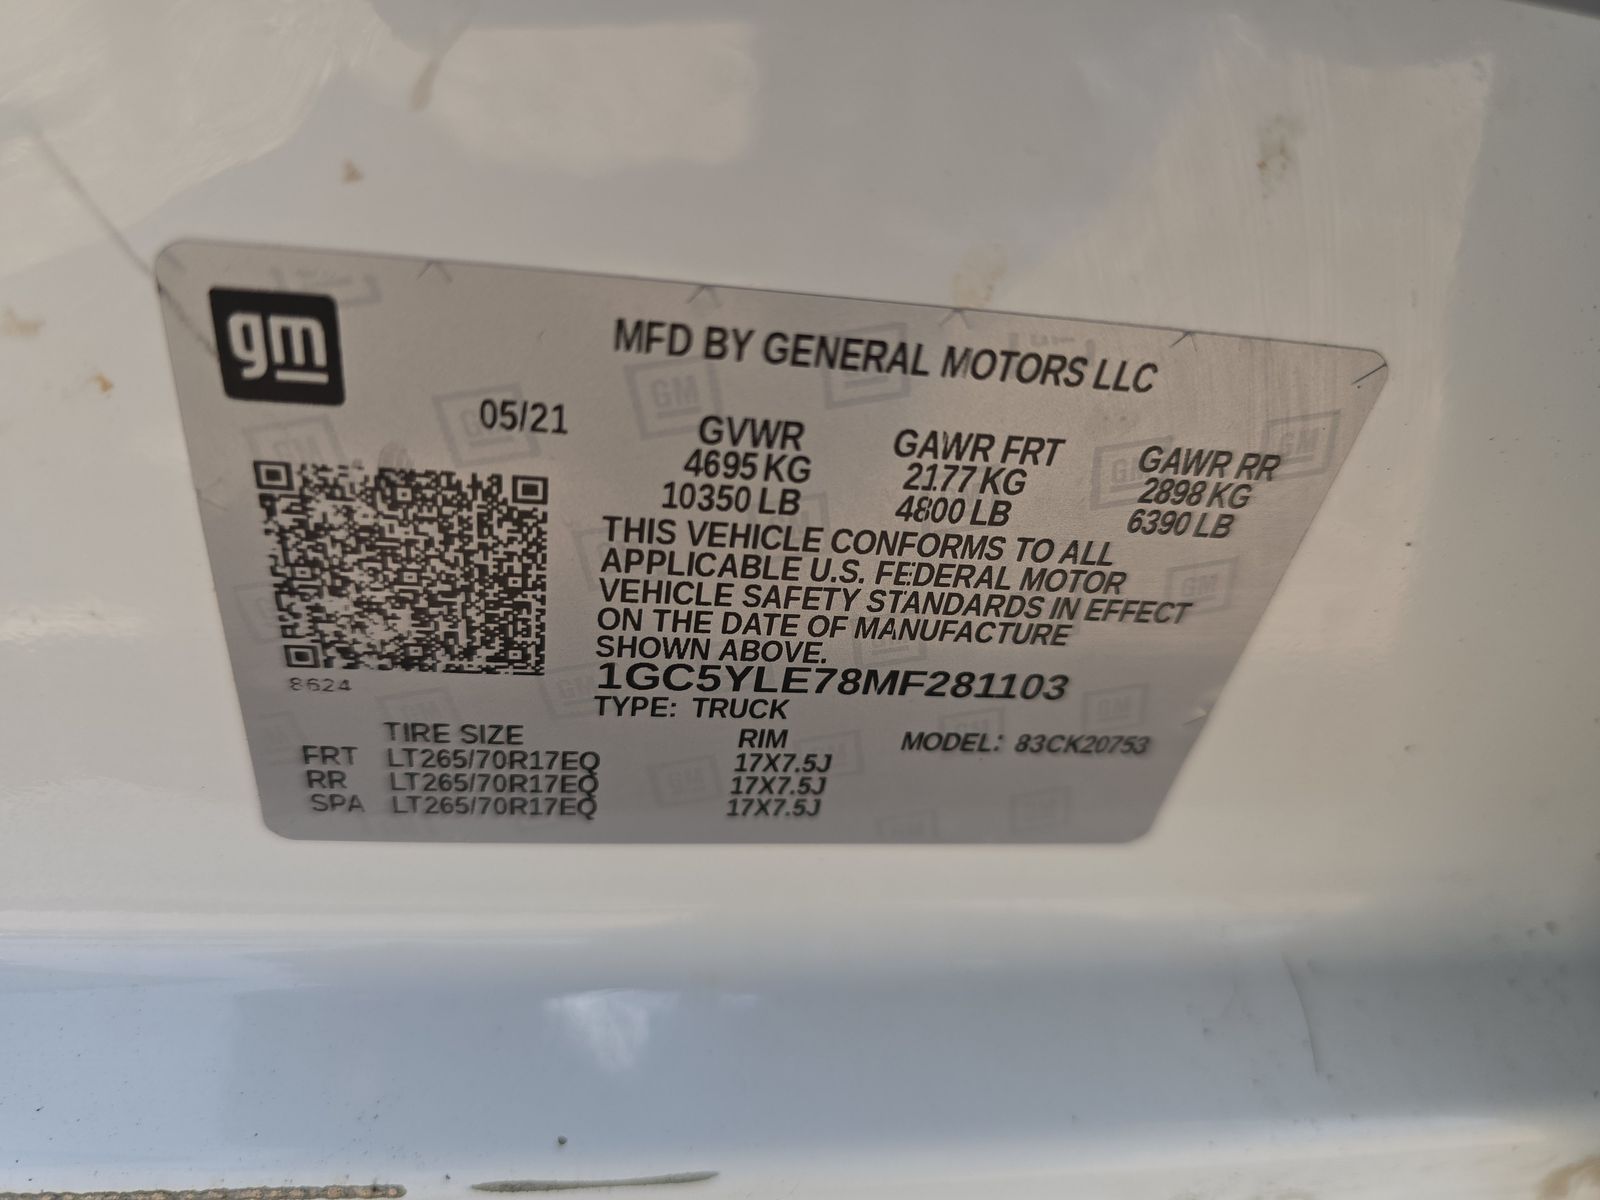 gm
MFD BY GENERAL MOTORS LLC
05/21
GVWR GAWR FRT GAWR RR
4695 KG 2177 KG 2898 KG
10350 LB 4800 LB 6390 LB
THIS VEHICLE CONFORMS TO ALL
APPLICABLE U.S. FEDERAL MOTOR
VEHICLE SAFETY STANDARDS IN EFFECT
ON THE DATE OF MANUFACTURE
SHOWN ABOVE.
8624
1GC5YLE78MF281103
TYPE: TRUCK
TIRE SIZE RIM MODEL: 83CK20753
FRT LT265/70R17EQ 17X7.5J
RR LT265/70R17EQ 17X7.5J
SPA LT265/70R17EQ 17X7.5J